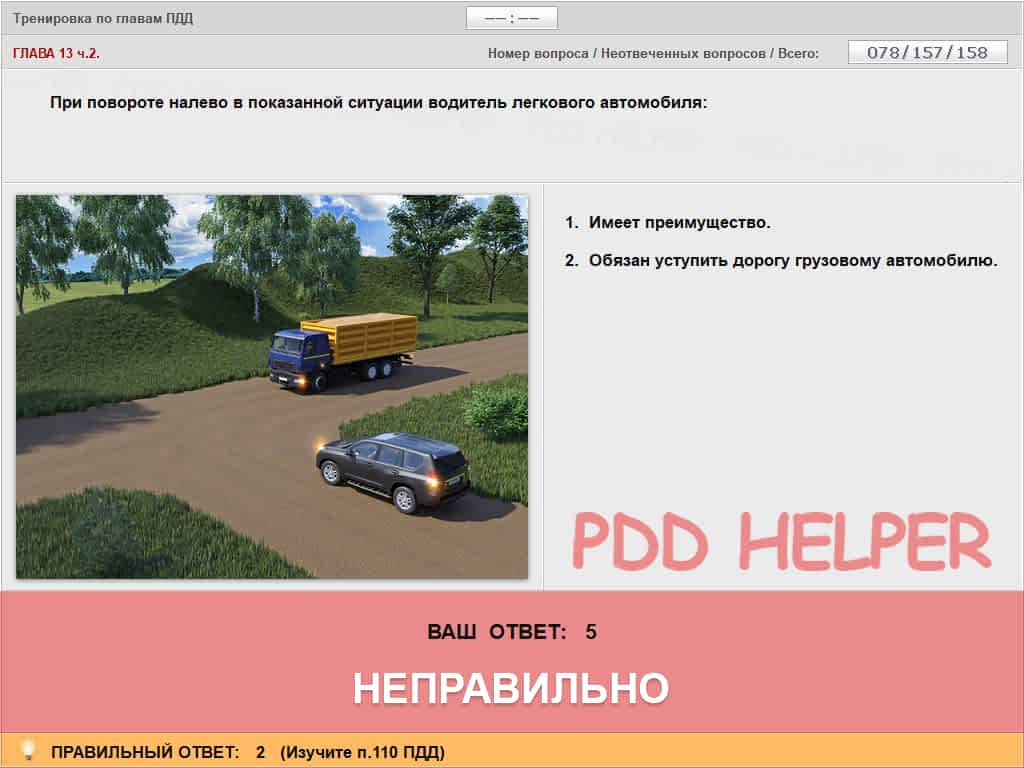 Тренировка по главам ПДД
––:––
ГЛАВА 13 ч.2.
Номер вопроса / Неотвеченных вопросов / Всего:
078/157/158
При повороте налево в показанной ситуации водитель легкового автомобиля:
1. Имеет преимущество.
2. Обязан уступить дорогу грузовому автомобилю.
PDD HELPER
ВАШ ОТВЕТ: 5
НЕПРАВИЛЬНО
ПРАВИЛЬНЫЙ ОТВЕТ: 2 (Изучите п.110 ПДД)